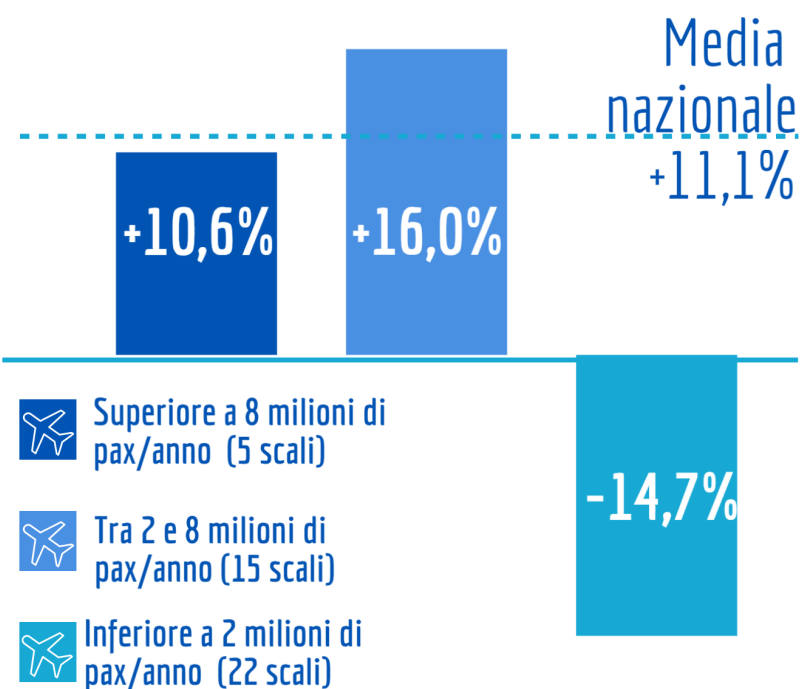 Media
nazionale
+11,1%
+10,6%
+16,0%
-14,7%
Superiore a 8 milioni di
pax/anno (5 scali)
Tra 2 e 8 milioni di
pax/anno (15 scali)
Inferiore a 2 milioni di
pax/anno (22 scali)